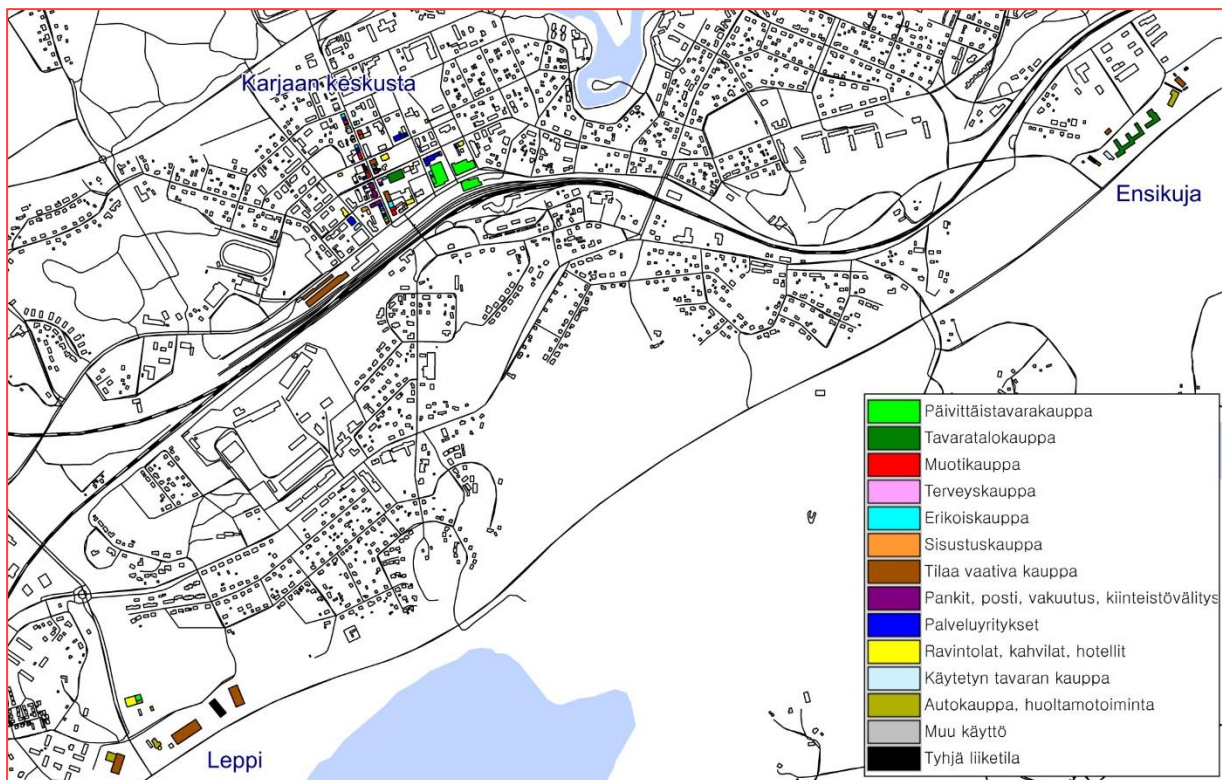 Karjaan keskusta
Ensikuja
Päivittäistavarakauppa
Tavaratalokauppa
Muotikauppa
Terveyskauppa
Erikoiskauppa
Sisustuskauppa
Tilaa vaativa kauppa
Pankit, posti, vakuutus, kiinteistövälitys
Palveluyritykset
Ravintolat, kahvilat, hotellit
Käytetyn tavaran kauppa
Autokauppa, huoltamotoiminta
Muu käyttö
Tyhjä liiketila
Leppi